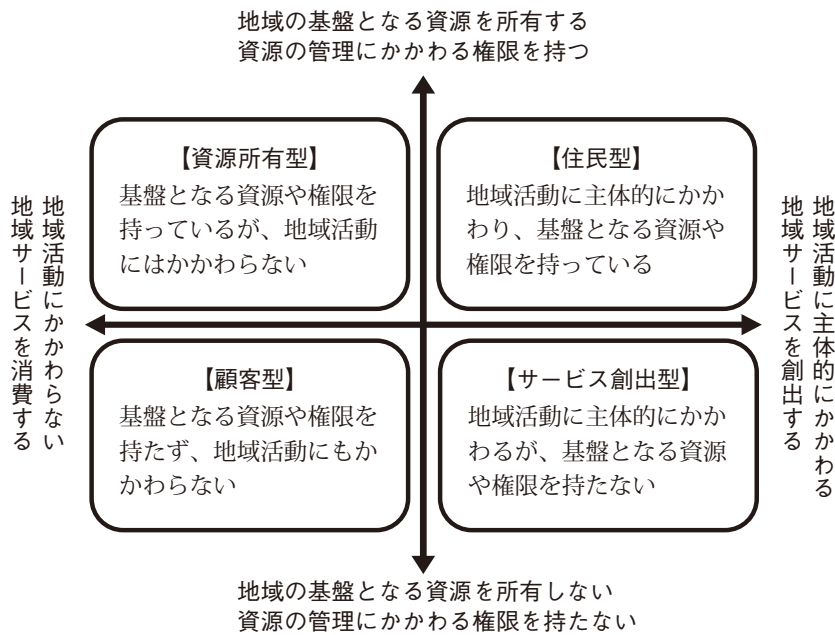 地域の基盤となる資源を所有する
資源の管理にかかわる権限を持つ
【資源所有型】
基盤となる資源や権限を
持っているが、地域活動
にはかかわらない
【住民型】
地域活動に主体的にかか
わり、基盤となる資源や
権限を持っている
地域活動にかかわらない
地域サービスを消費する
地域活動に主体的にかかわる
地域サービスを創出する
【顧客型】
基盤となる資源や権限を
持たず、地域活動にもか
かわらない
【サービス創出型】
地域活動に主体的にかか
わるが、基盤となる資源
や権限を持たない
地域の基盤となる資源を所有しない
資源の管理にかかわる権限を持たない